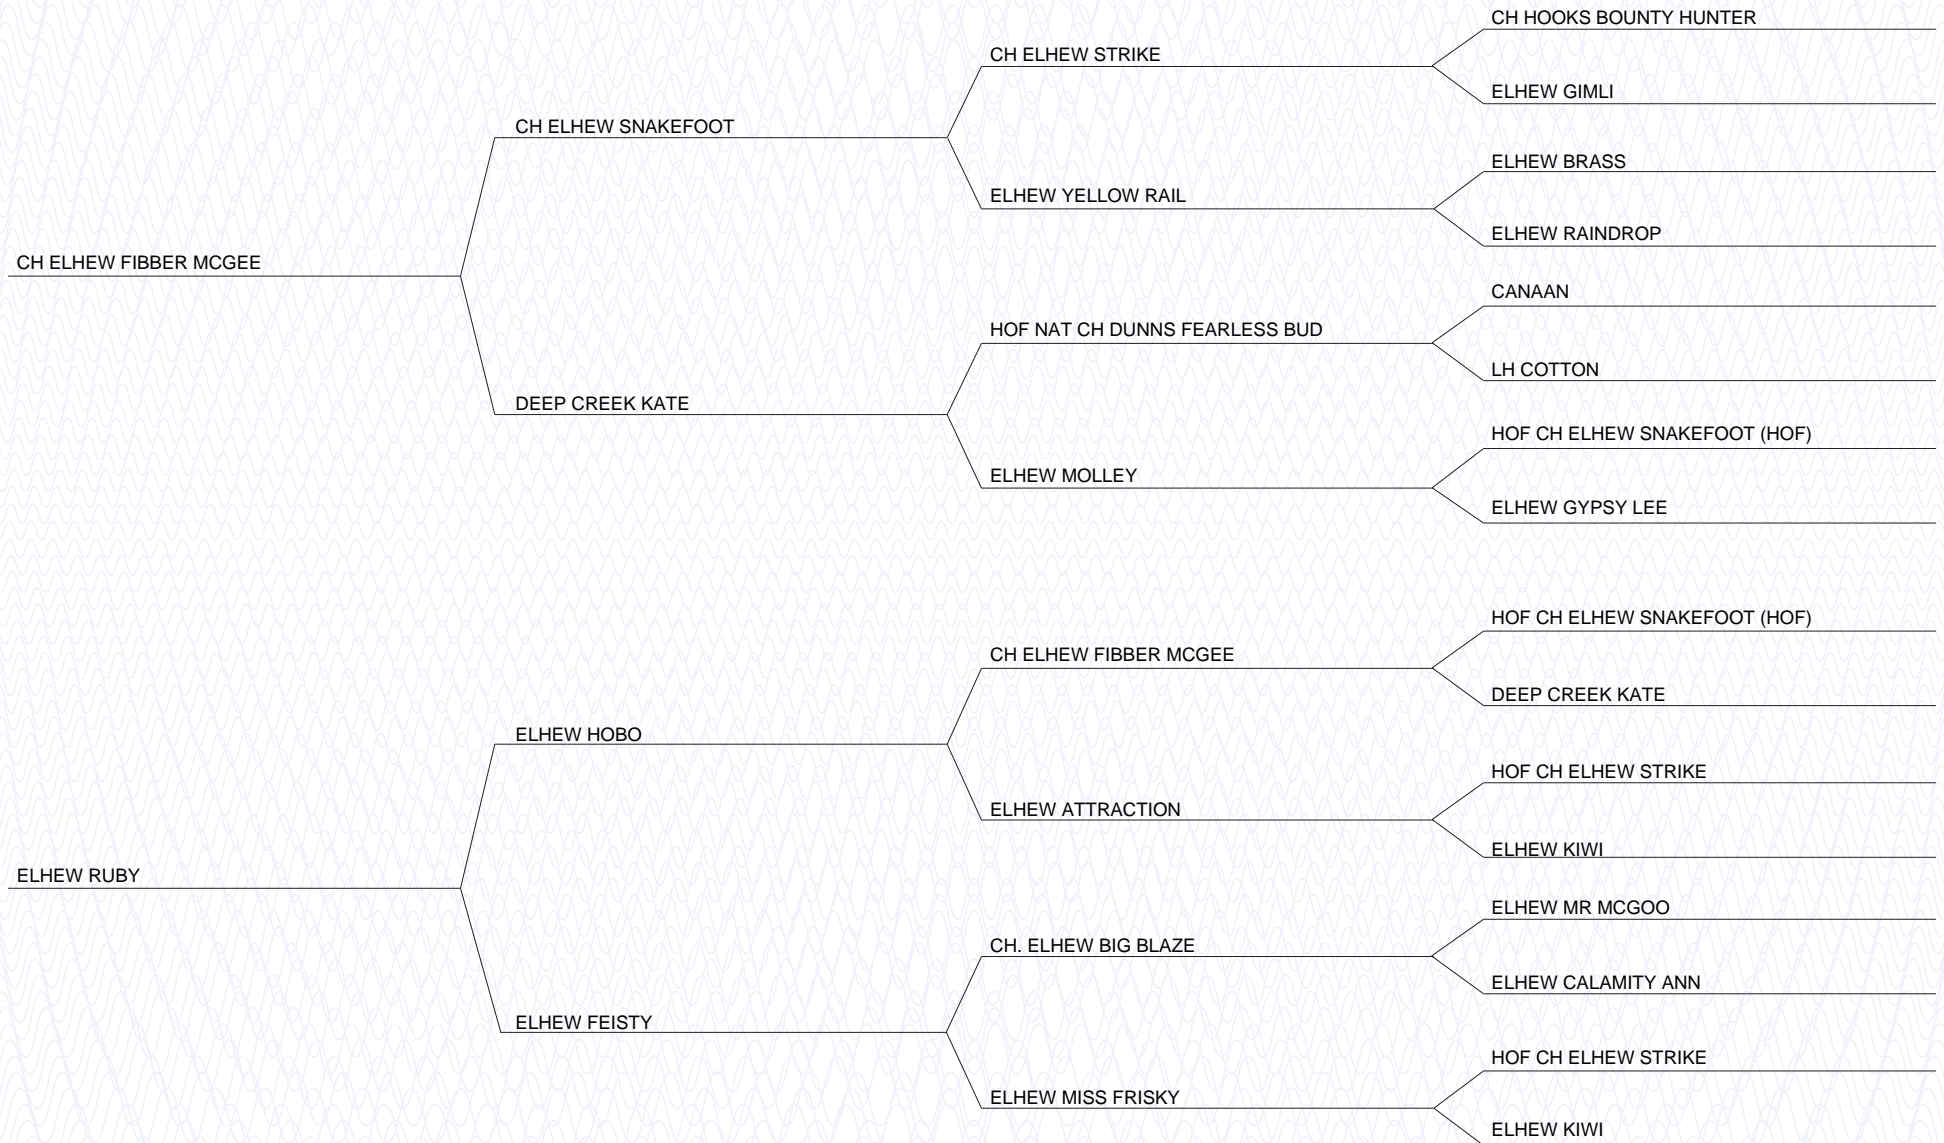 CH HOOKS BOUNTY HUNTER
CH ELHEW STRIKE
ELHEW GIMLI
CH ELHEW SNAKEFOOT
ELHEW BRASS
ELHEW YELLOW RAIL
ELHEW RAINDROP
CH ELHEW FIBBER MCGEE
CANAAN
HOF NAT CH DUNNS FEARLESS BUD
LH COTTON
DEEP CREEK KATE
HOF CH ELHEW SNAKEFOOT (HOF)
ELHEW MOLLEY
ELHEW GYPSY LEE
HOF CH ELHEW SNAKEFOOT (HOF)
CH ELHEW FIBBER MCGEE
DEEP CREEK KATE
ELHEW HOBO
HOF CH ELHEW STRIKE
ELHEW ATTRACTION
ELHEW KIWI
ELHEW RUBY
ELHEW MR MCGOO
CH. ELHEW BIG BLAZE
ELHEW CALAMITY ANN
ELHEW FEISTY
HOF CH ELHEW STRIKE
ELHEW MISS FRISKY
ELHEW KIWI